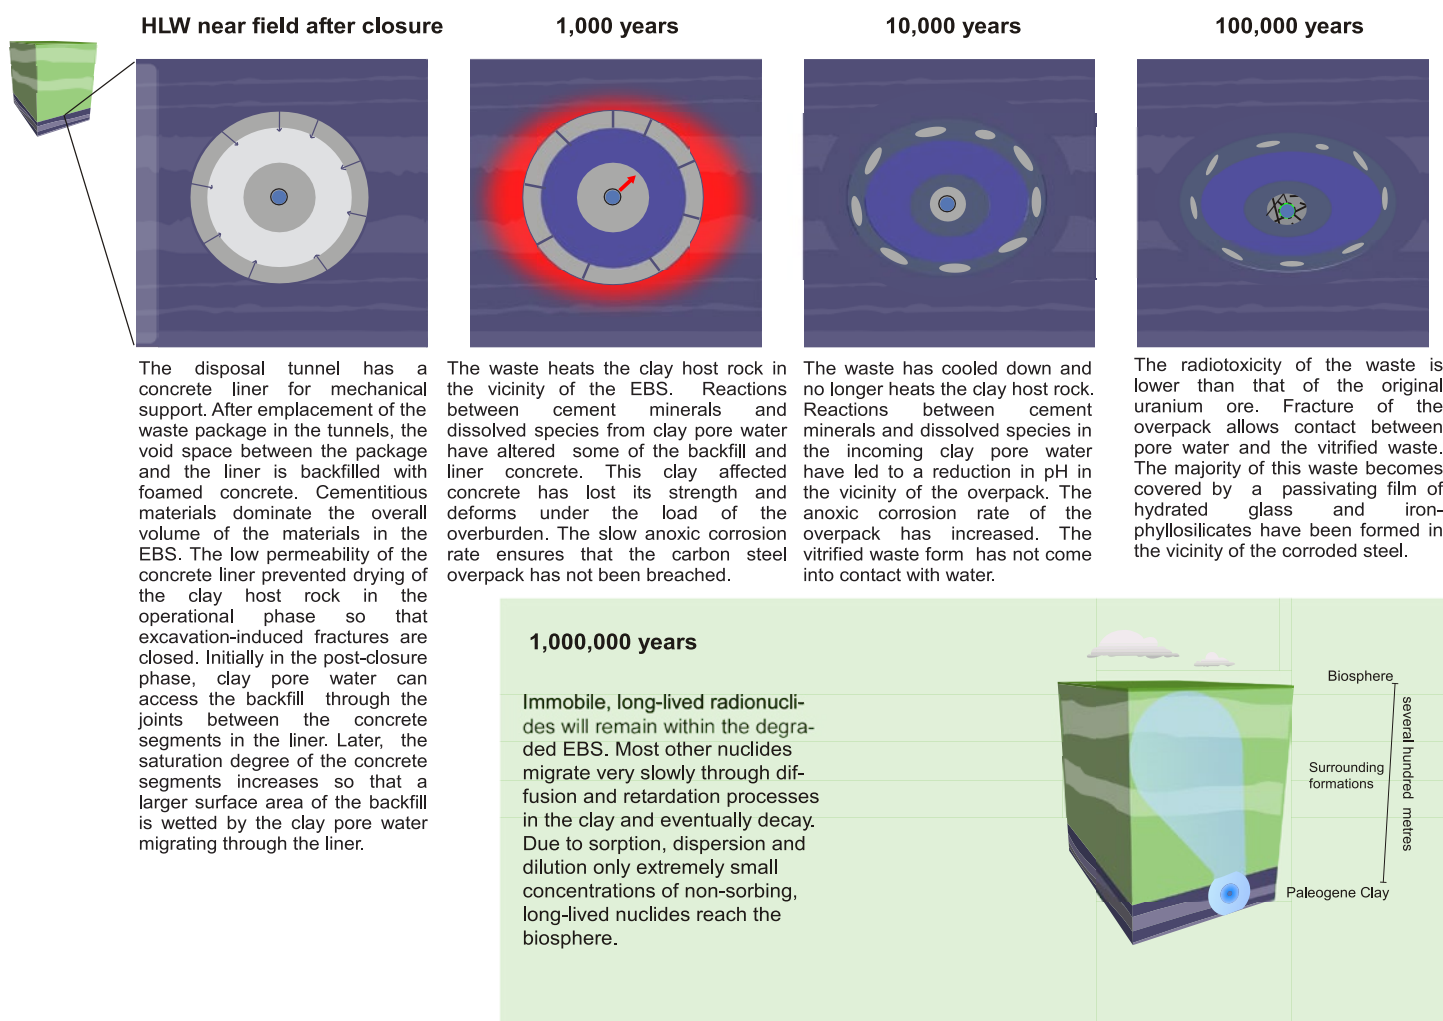 HLW near field after closure
The disposal tunnel has a
concrete liner for mechanical
support. After emplacement of the
waste package in the tunnels, the
void space between the package
and the liner is backfilled with
foamed concrete. Cementitious
materials dominate the overall
volume of the materials in the
EBS. The low permeability of the
concrete liner prevented drying of
the clay host rock in the
operational phase so that
excavation-induced fractures are
closed. Initially in the post-closure
phase, clay pore water can
access the backfill through the
joints between the concrete
segments in the liner. Later, the
saturation degree of the concrete
segments increases so that a
larger surface area of the backfill
is wetted by the clay pore water
migrating through the liner.
1,000 years
The waste heats the clay host rock in
the vicinity of the EBS. Reactions
between cement minerals and
dissolved species from clay pore water
have altered some of the backfill and
liner concrete. This clay affected
concrete has lost its strength and
deforms under the load of the
overburden. The slow anoxic corrosion
rate ensures that the carbon steel
overpack has not been breached.
10,000 years
The waste has cooled down and
no longer heats the clay host rock.
Reactions between cement
minerals and dissolved species in
the incoming clay pore water
have led to a reduction in pH in
the vicinity of the overpack. The
anoxic corrosion rate of the
overpack has increased. The
vitrified waste form has not come
into contact with water.
100,000 years
The radiotoxicity of the waste is
lower than that of the original
uranium ore. Fracture of the
overpack allows contact between
pore water and the vitrified waste.
The majority of this waste becomes
covered by a passivating film of
hydrated glass and iron-
phyllosilicates have been formed in
the vicinity of the corroded steel.
1,000,000 years
Immobile, long-lived radionucli-
des will remain within the degra-
ded EBS. Most other nuclides
migrate very slowly through dif-
fusion and retardation processes
in the clay and eventually decay.
Due to sorption, dispersion and
dilution only extremely small
concentrations of non-sorbing,
long-lived nuclides reach the
biosphere.
Biosphere
Surrounding
formations
several hundred metres
Paleogene Clay